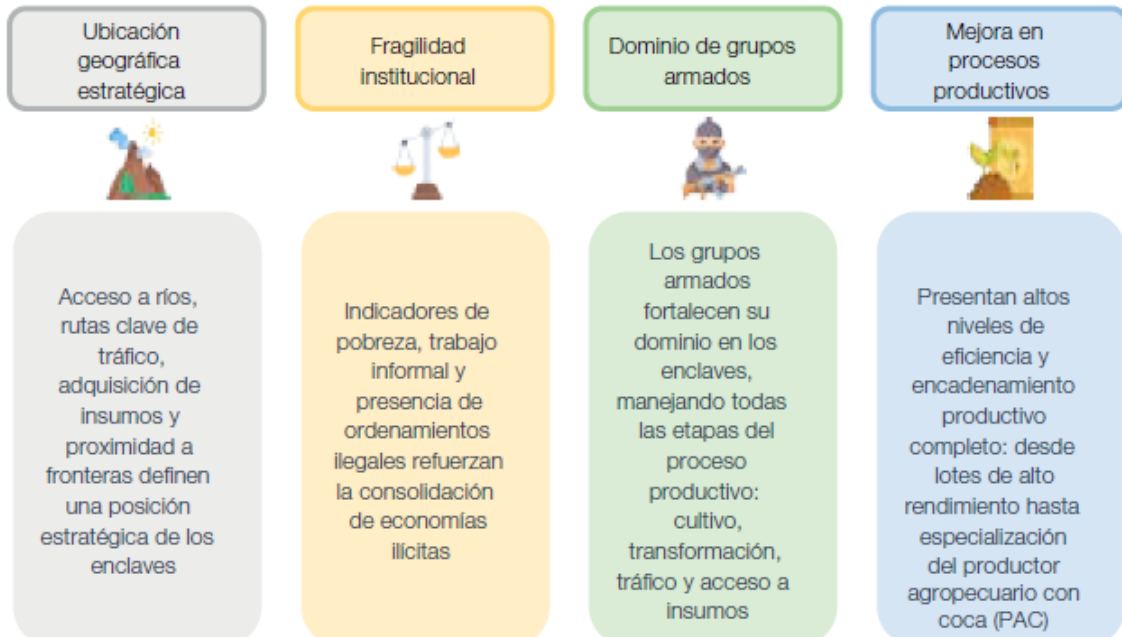 Ubicación
geográfica
estratégica
Fragilidad
institucional
Dominio de grupos
armados
Mejora en
procesos
productivos
Acceso a ríos,
rutas clave de
tráfico,
adquisición de
insumos y
proximidad a
fronteras definen
una posición
estratégica de los
enclaves
Indicadores de
pobreza, trabajo
informal y
presencia de
ordenamientos
ilegales refuerzan
la consolidación
de economías
ilícitas
Los grupos
armados
fortalecen su
dominio en los
enclaves,
manejando todas
las etapas del
proceso
productivo:
cultivo,
transformación,
tráfico y acceso a
insumos
Presentan altos
niveles de
eficiencia y
encadenamiento
productivo
completo: desde
lotes de alto
rendimiento hasta
especialización
del productor
agropecuario con
coca (PAC)